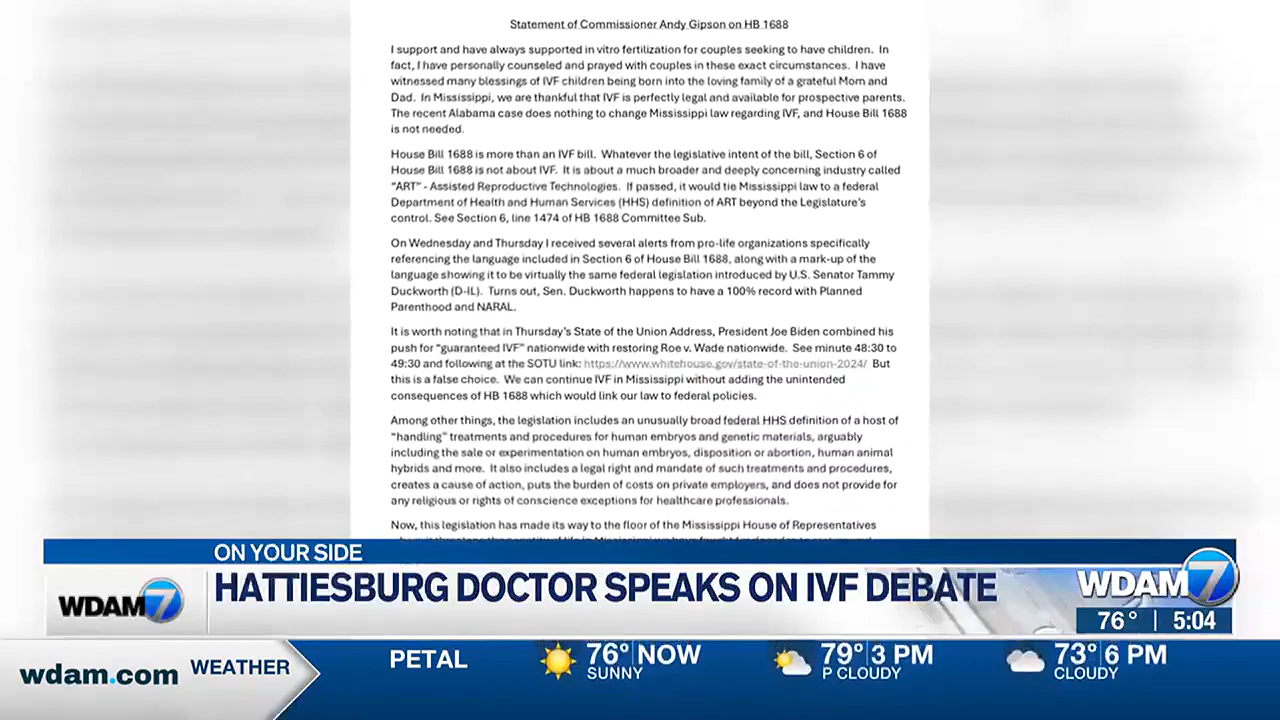 Statement of Commissioner Andy Gipson on HB 1688
I support and have always supported in vitro fertilization for couples seeking to have children. In
fact, I have personally counseled and prayed with couples in these exact circumstances. I have
witnessed many blessings of IVF children being born into the loving family of a grateful Mom and
Dad. In Mississippi, we are thankful that IVF is perfectly legal and available for prospective parents.
The recent Alabama case does nothing to change Mississippi law regarding IVF, and House Bill 1688
is not needed.
House Bill 1688 is more than an IVF bill. Whatever the legislative intent of the bill, Section 6 of
House Bill 1688 is not about IVF. It is about a much broader and deeply concerning industry called
"ART" - Assisted Reproductive Technologies. If passed, it would tie Mississippi law to a federal
Department of Health and Human Services (HHS) definition of ART beyond the Legislature's
control. See Section 6, line 1474 of HB 1688 Committee Sub.
On Wednesday and Thursday I received several alerts from pro-life organizations specifically
referencing the language included in Section 6 of House Bill 1688, along with a mark-up of the
language showing it to be virtually the same federal legislation introduced by U.S. Senator Tammy
Duckworth (D-IL). Turns out, Sen. Duckworth happens to have a 100% record with Planned
Parenthood and NARAL.
It is worth noting that in Thursday's State of the Union Address, President Joe Biden combined his
push for "guaranteed IVF" nationwide with restoring Roe v. Wade nationwide. See minute 48:30 to
49:30 and following at the SOTU link: https://www.whitehouse.gov/state-of-the-union-2024/ But
this is a false choice. We can continue IVF in Mississippi without adding the unintended
consequences of HB 1688 which would link our law to federal policies.
Among other things, the legislation includes an unusually broad federal HHS definition of a host of
"handling" treatments and procedures for human embryos and genetic materials, arguably
including the sale or experimentation on human embryos, disposition or abortion, human animal
hybrids and more. It also includes a legal right and mandate of such treatments and procedures,
creates a cause of action, puts the burden of costs on private employers, and does not provide for
any religious or rights of conscience exceptions for healthcare professionals.
Now, this legislation has made its way to the floor of the Mississippi House of Representatives
ON YOUR SIDE
WDAM 7
HATTIESBURG DOCTOR SPEAKS ON IVF DEBATE
WDAM 7
76° | 5:04
wdam.com WEATHER
PETAL
76° NOW
SUNNY
79° 3 PM
P CLOUDY
73° 6 PM
CLOUDY